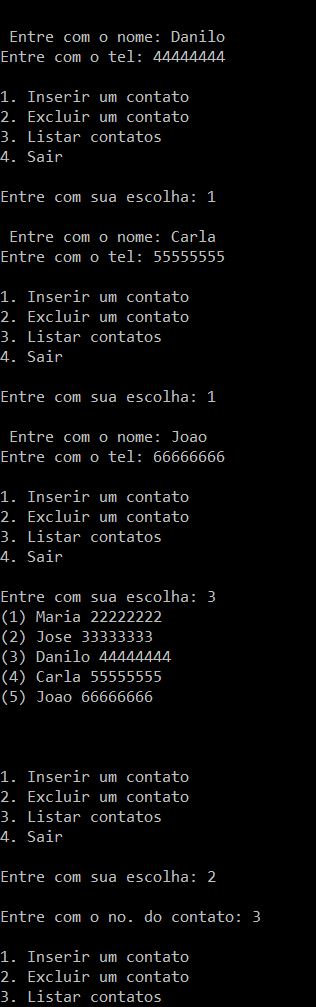 Entre com o nome: Danilo
Entre com o tel: 44444444
1. Inserir um contato
2. Excluir um contato
3. Listar contatos
4. Sair
Entre com sua escolha: 1
Entre com o nome: Carla
Entre com o tel: 55555555
1. Inserir um contato
2. Excluir um contato
3. Listar contatos
4. Sair
Entre com sua escolha: 1
Entre com o nome: Joao
Entre com o tel: 66666666
1. Inserir um contato
2. Excluir um contato
3. Listar contatos
4. Sair
Entre com sua escolha: 3
(1) Maria 22222222
(2) Jose 33333333
(3) Danilo 44444444
(4) Carla 55555555
(5) Joao 66666666
1. Inserir um contato
2. Excluir um contato
3. Listar contatos
4. Sair
Entre com sua escolha: 2
Entre com o no. do contato: 3
1. Inserir um contato
2. Excluir um contato
3. Listar contatos